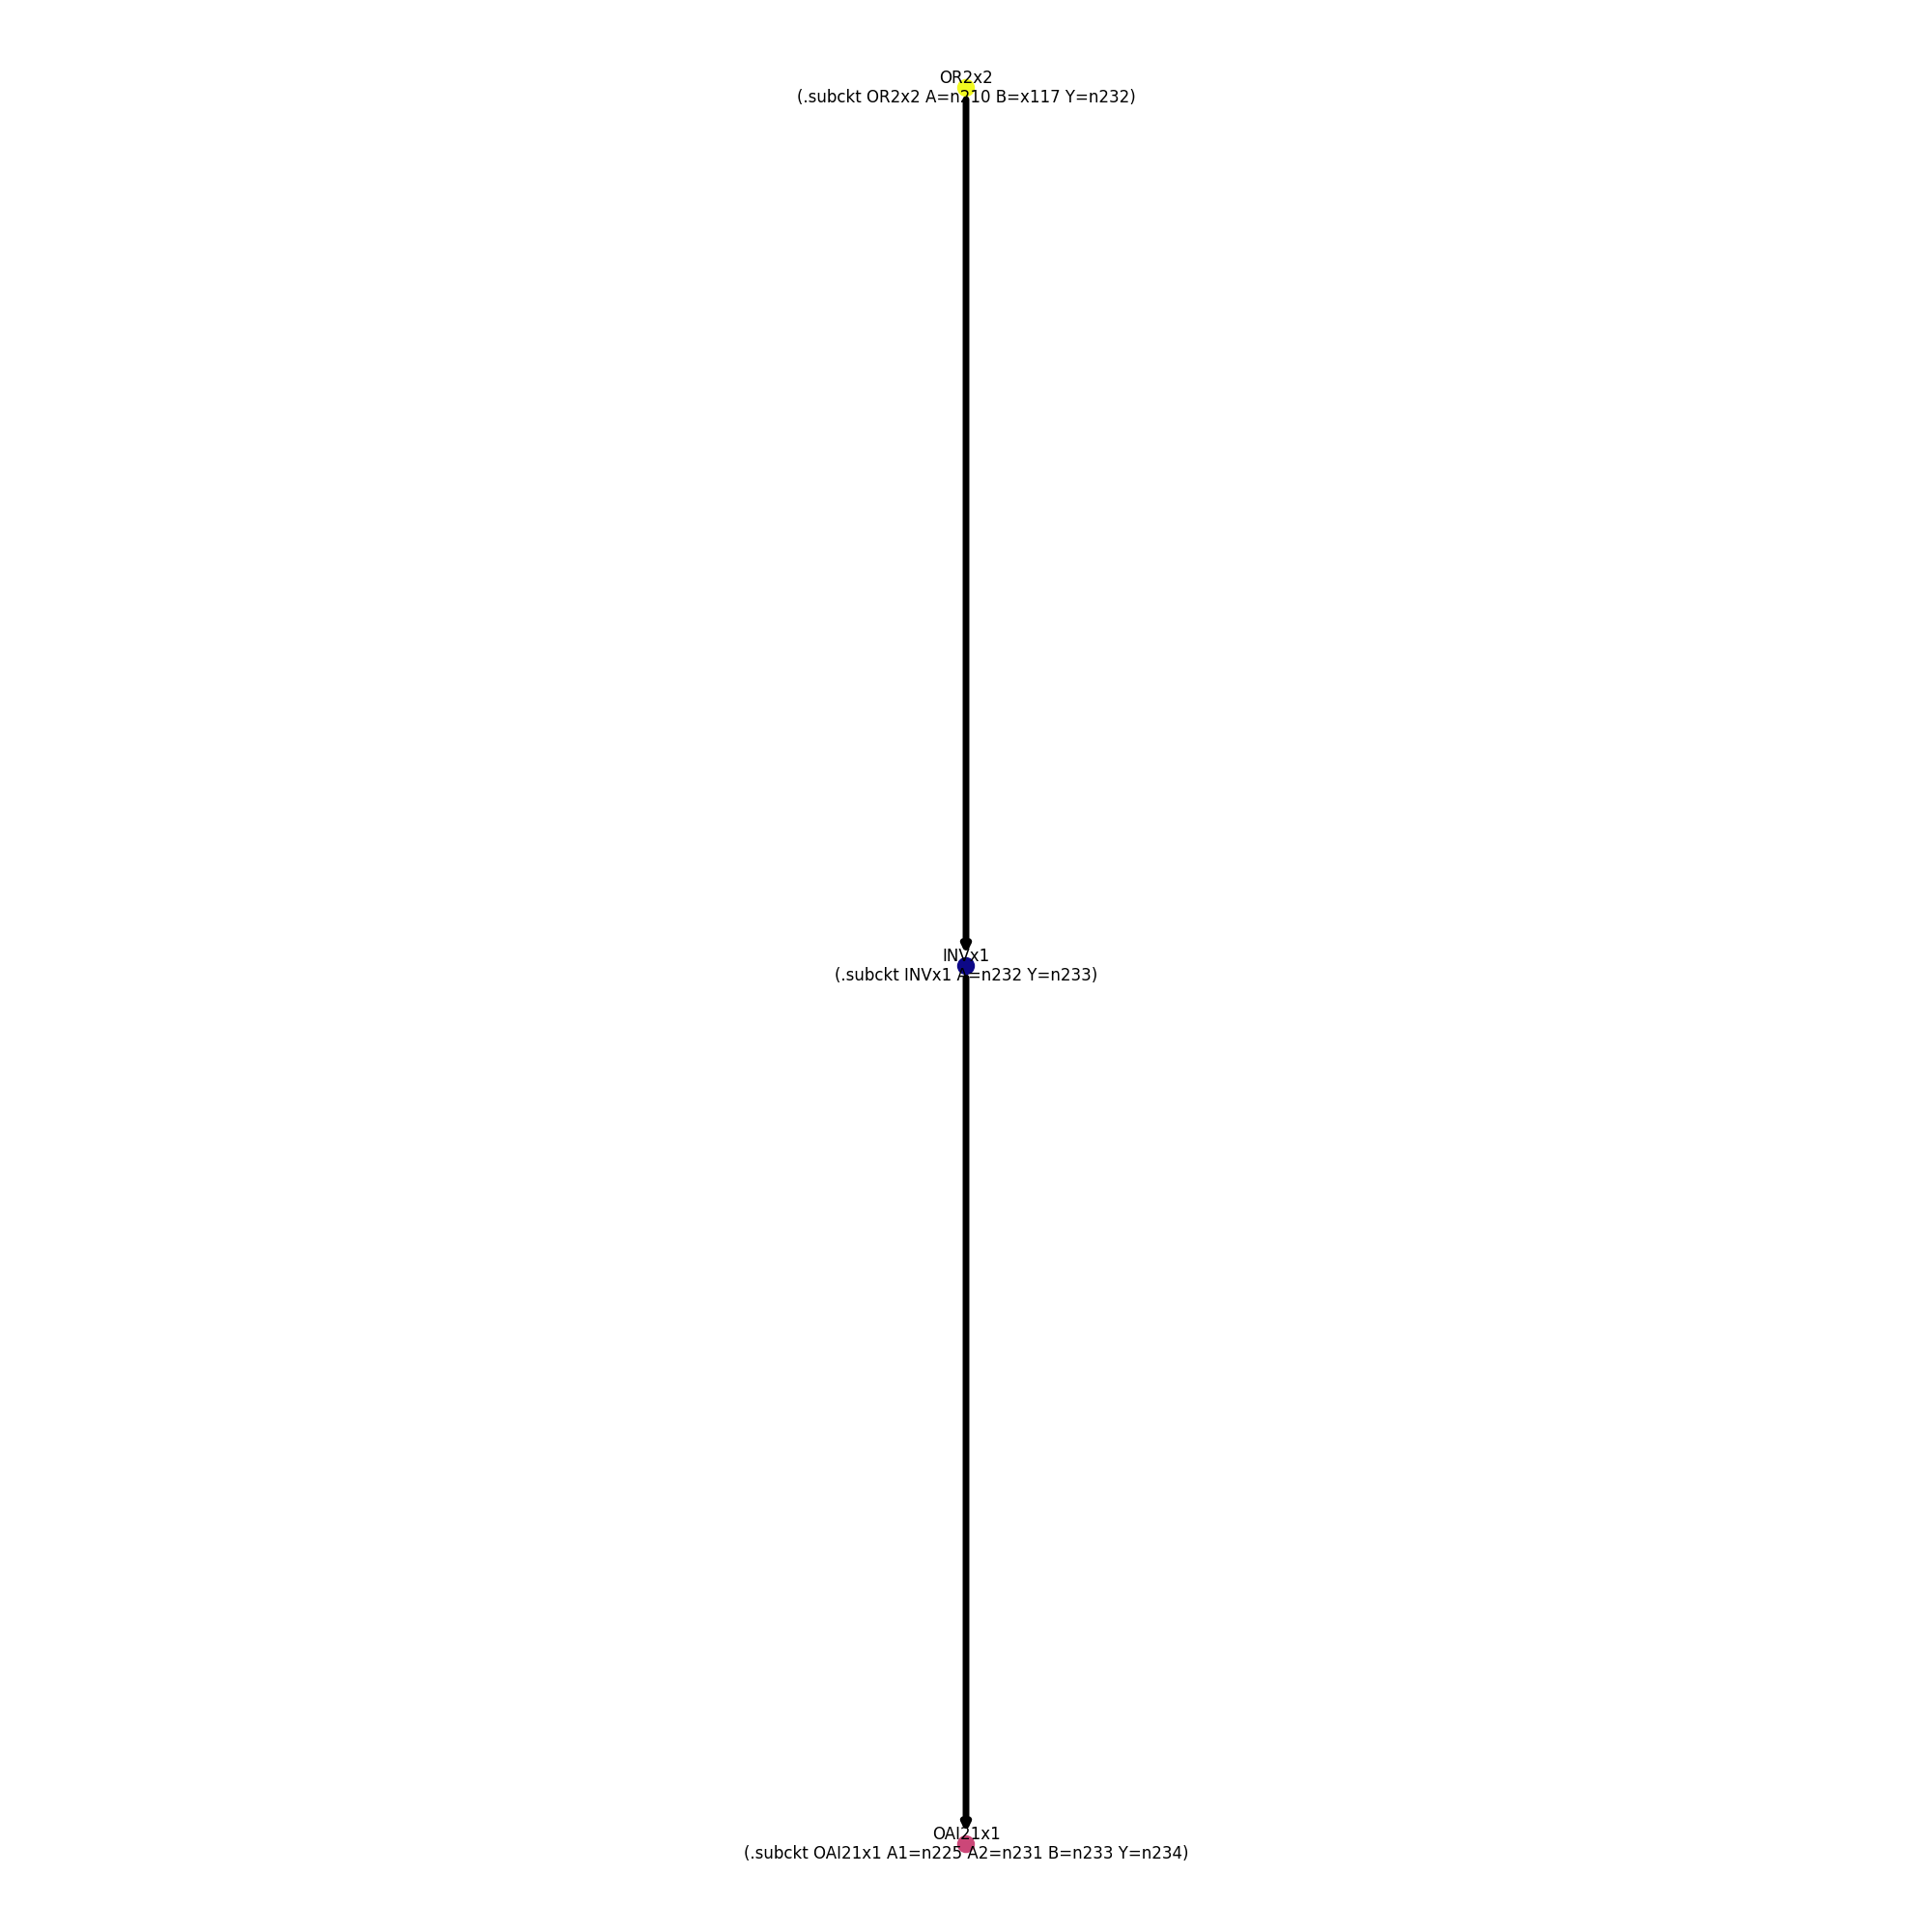 OR2x2
(.subckt OR2x2 A=n210 B=x117 Y=n232)
INVx1
(.subckt INVx1 A=n232 Y=n233)
OAI21x1
(.subckt OAI21x1 A1=n225 A2=n231 B=n233 Y=n234)